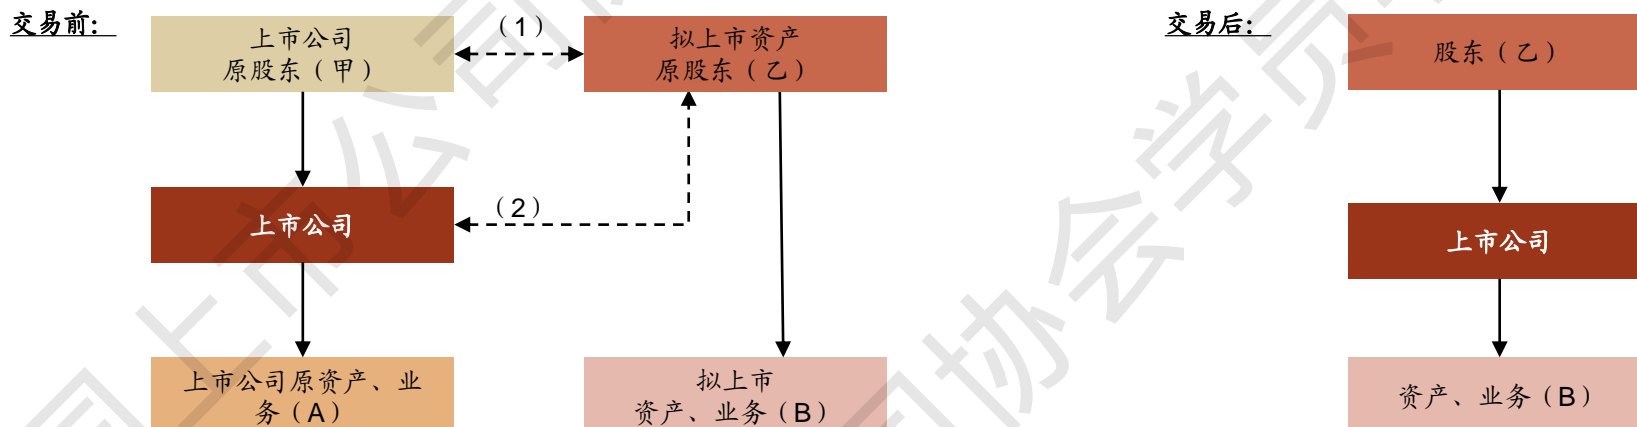 交易前：
上市公司
原股东（甲）
（1）
拟上市资产
原股东（乙）
上市公司
（2）
上市公司原资产、业
务（A）
拟上市
资产、业务（B）
交易后：
股东（乙）
上市公司
资产、业务（B）